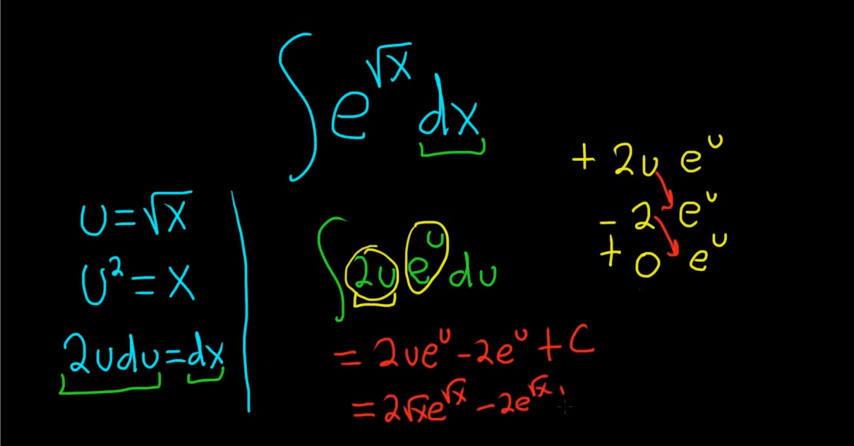 ∫ e^√x dx
u = √x
u² = x
2u du = dx
∫ 2u e^u du
= 2ue^u - 2e^u + C
= 2√x e^√x - 2e^√x
+ 2u e^u
- 2 e^u
+ 0 e^u